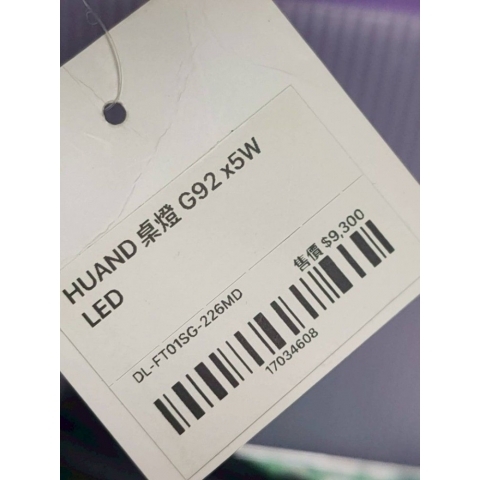 HUAND 桌燈 G92 x5W
LED
DL-FT01SG-226MD
售價 $9,300
17034608